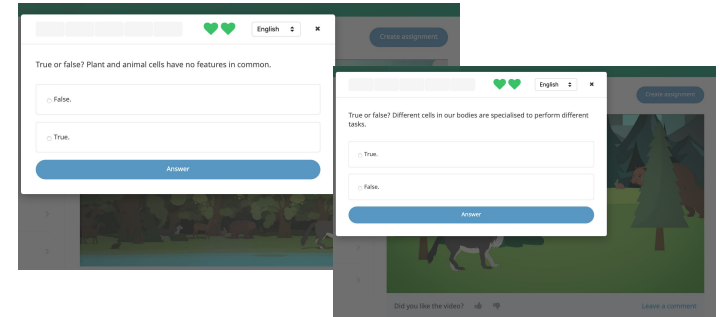 English
Create assignment
True or false? Plant and animal cells have no features in common.
False.
True.
Answer
English
Create assignment
True or false? Different cells in our bodies are specialised to perform different
tasks.
True.
False.
Answer
Did you like the video?
Leave a comment